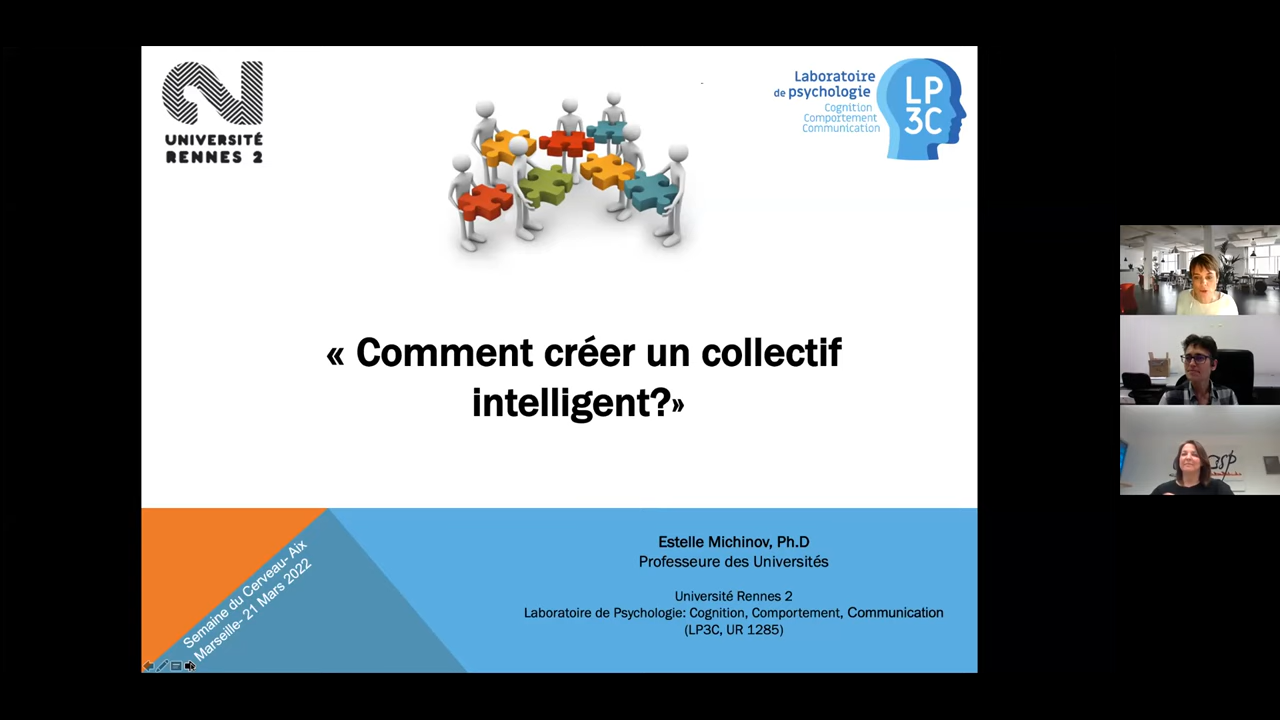 UNIVERSITÉ
RENNES 2
Laboratoire
de psychologie
Cognition
Comportement
Communication
LP
3C
« Comment créer un collectif
intelligent?»
Semaine du Cerveau- Aix
Marseille- 21 Mars 2022
Estelle Michinov, Ph.D
Professeure des Universités
Université Rennes 2
Laboratoire de Psychologie: Cognition, Comportement, Communication
(LP3C, UR 1285)